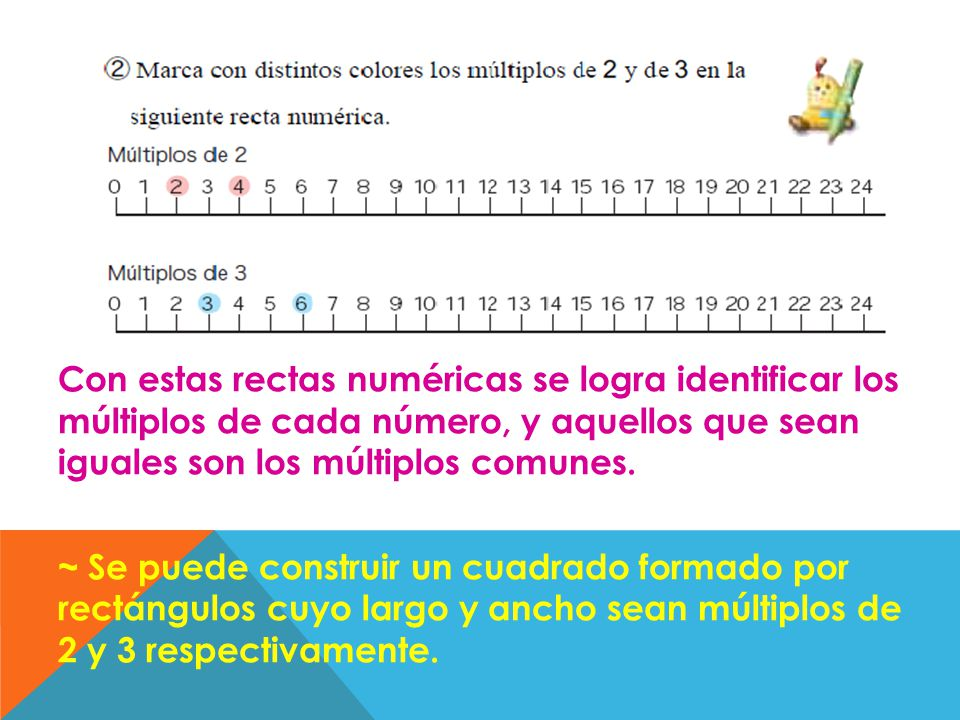 ② Marca con distintos colores los múltiplos de 2 y de 3 en la
siguiente recta numérica.
Múltiplos de 2
0 1 2 3 4 5 6 7 8 9 10 11 12 13 14 15 16 17 18 19 20 21 22 23 24
Múltiplos de 3
0 1 2 3 4 5 6 7 8 9 10 11 12 13 14 15 16 17 18 19 20 21 22 23 24
Con estas rectas numéricas se logra identificar los
múltiplos de cada número, y aquellos que sean
iguales son los múltiplos comunes.
~ Se puede construir un cuadrado formado por
rectángulos cuyo largo y ancho sean múltiplos de
2 y 3 respectivamente.